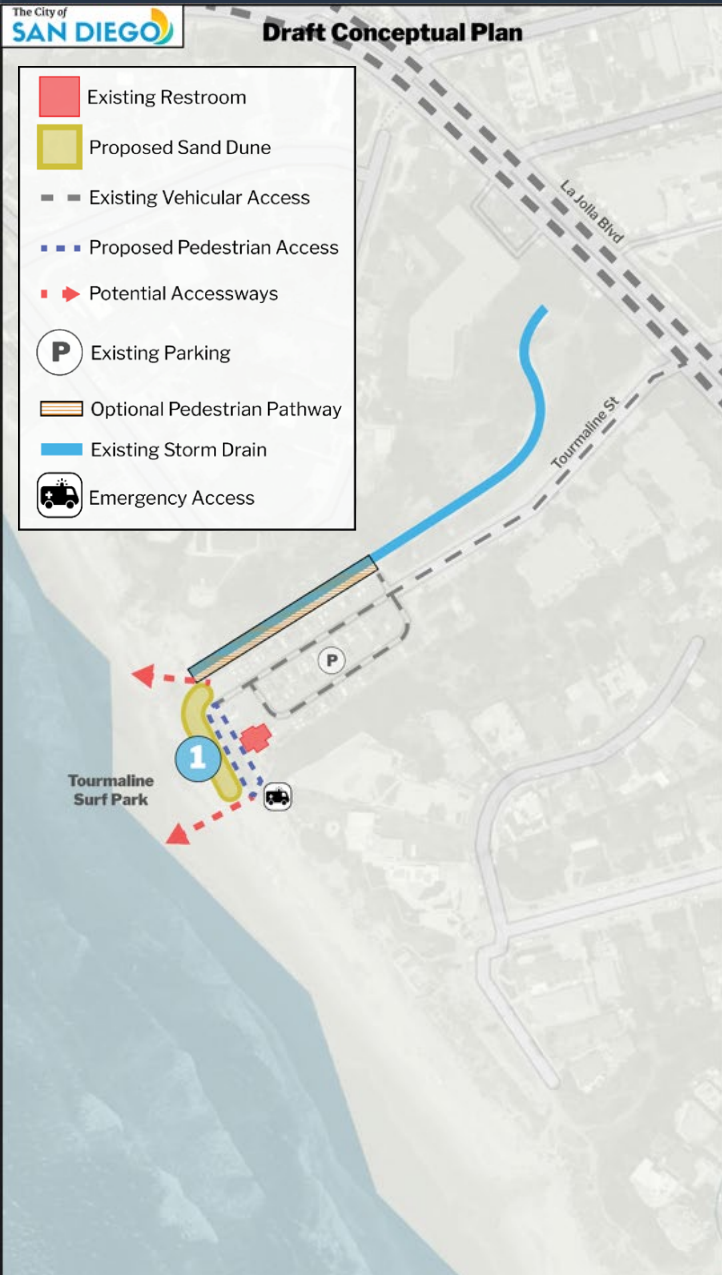 The City of
SAN DIEGO
Draft Conceptual Plan
Existing Restroom
Proposed Sand Dune
Existing Vehicular Access
Proposed Pedestrian Access
Potential Accessways
P
Existing Parking
Optional Pedestrian Pathway
Existing Storm Drain
Emergency Access
La Jolla Blvd
Tourmaline St
P
1
Tourmaline
Surf Park